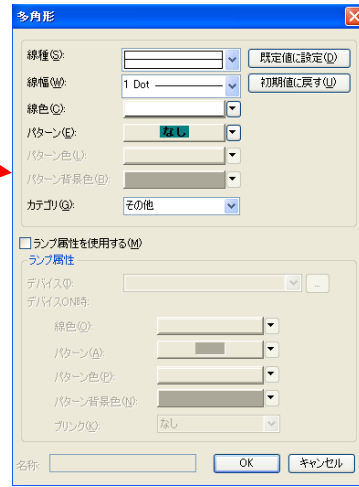 多角形
線種(S):
既定値に設定(D)
線幅(W):
1 Dot
初期値に戻す(U)
線色(C):
パターン(E):
なし
パターン色(L):
パターン背景色(B):
カテゴリ(G):
その他
ランプ属性を使用する(M)
ランプ属性
デバイス(I):
...
デバイスON時:
線色(O):
パターン(A):
パターン色(P):
パターン背景色(N):
ブリンク(K):
なし
名称:
OK
キャンセル